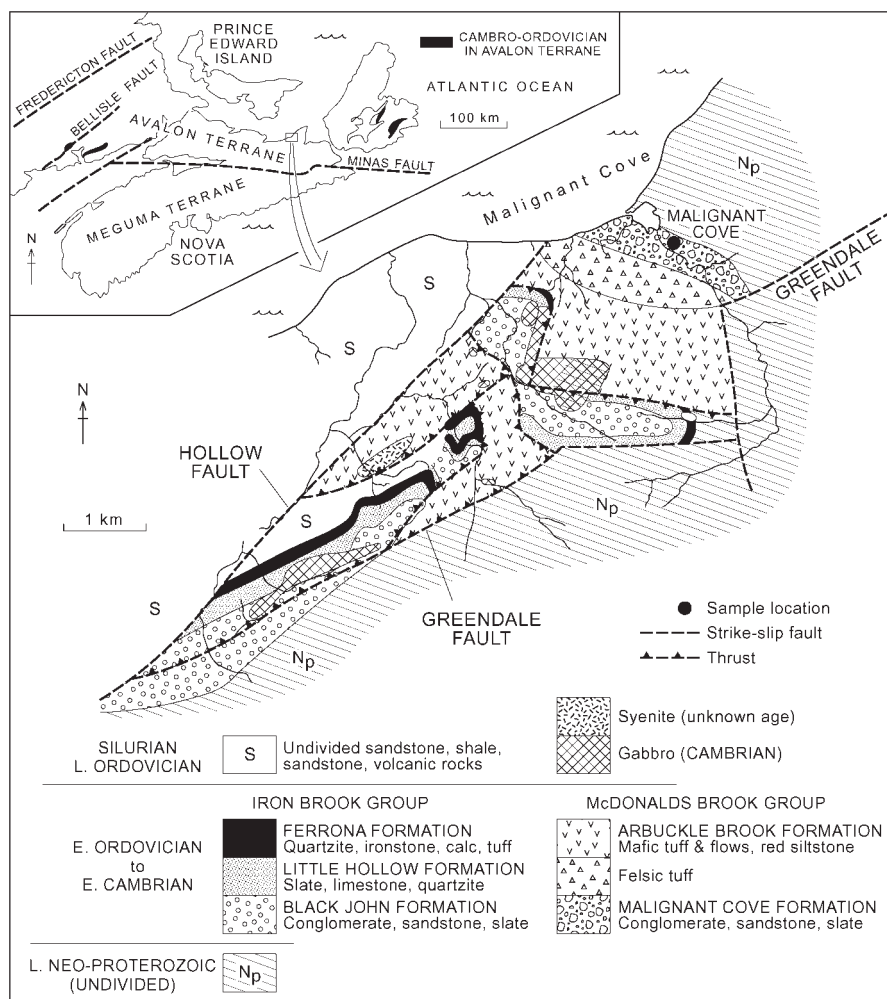 PRINCE
EDWARD
ISLAND
CAMBRO-ORDOVICIAN
IN AVALON TERRANE
FREDERICTON FAULT
BELLISLE FAULT
ATLANTIC OCEAN
100 km
AVALON TERRANE
MINAS FAULT
MEGUMA TERRANE
N
NOVA
SCOTIA
Malignant Cove
Np
MALIGNANT
COVE
GREENDALE
FAULT
S
S
N
HOLLOW
FAULT
1 km
S
Np
S
GREENDALE
FAULT
Np
Sample location
Strike-slip fault
Thrust
SILURIAN
L. ORDOVICIAN
S
Undivided sandstone, shale,
sandstone, volcanic rocks
Syenite (unknown age)
Gabbro (CAMBRIAN)
IRON BROOK GROUP
McDONALDS BROOK GROUP
E. ORDOVICIAN
to
E. CAMBRIAN
FERRONA FORMATION
Quartzite, ironstone, calc, tuff
LITTLE HOLLOW FORMATION
Slate, limestone, quartzite
BLACK JOHN FORMATION
Conglomerate, sandstone, slate
ARBUCKLE BROOK FORMATION
Mafic tuff & flows, red siltstone
Felsic tuff
MALIGNANT COVE FORMATION
Conglomerate, sandstone, slate
L. NEO-PROTEROZOIC
(UNDIVIDED)
Np